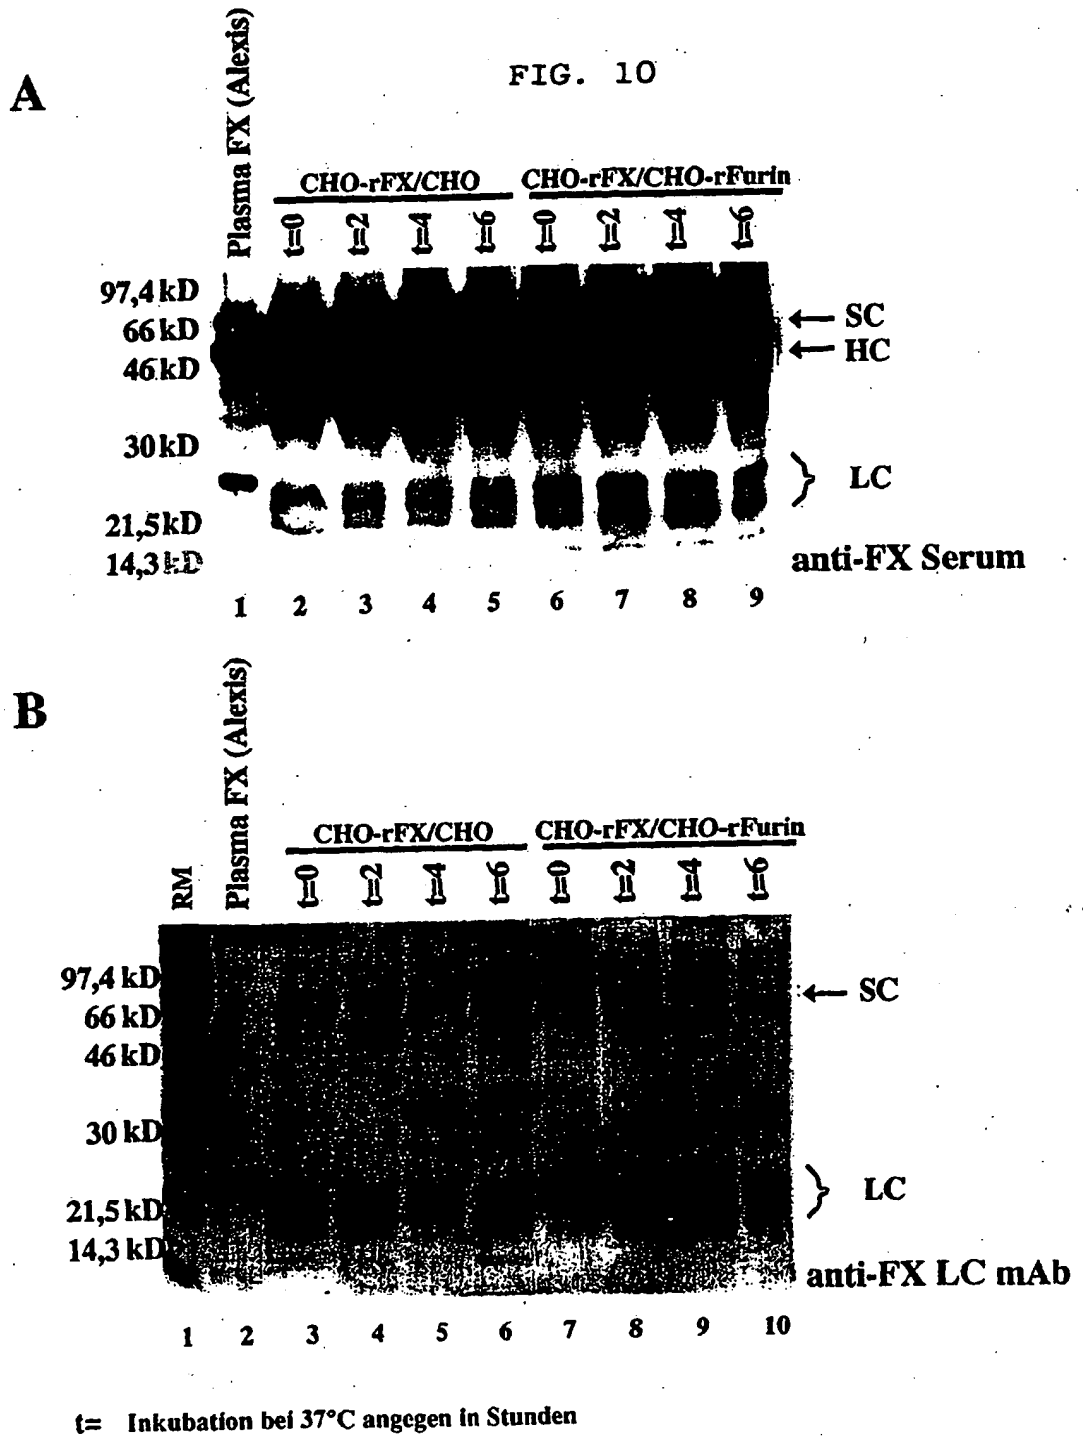 FIG. 10
A
Plasma FX (Alexis)
CHO-rFX/CHO CHO-rFX/CHO-rFurin
t=0 t=2 t=4 t=6 t=0 t=2 t=4 t=6
97,4 kD
66 kD
46 kD
30 kD
21,5 kD
14,3 kD
SC
HC
LC
anti-FX Serum
1 2 3 4 5 6 7 8 9
B
RM
Plasma FX (Alexis)
CHO-rFX/CHO CHO-rFX/CHO-rFurin
t=0 t=2 t=4 t=6 t=0 t=2 t=4 t=6
97,4 kD
66 kD
46 kD
30 kD
21,5 kD
14,3 kD
SC
LC
anti-FX LC mAb
1 2 3 4 5 6 7 8 9 10
t= Inkubation bei 37°C angegen in Stunden